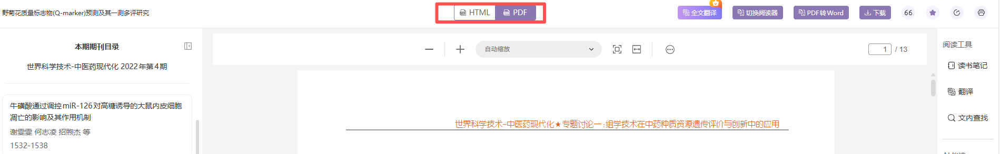 野菊花质量标志物(Q-marker)预测及其一测多评研究
HTML PDF
全文翻译 切换阅读器 PDF转Word 下载 66
本期期刊目录
世界科学技术-中医药现代化 2022年第4期
牛磺酸通过调控miR-126对高糖诱导的大鼠内皮细胞
凋亡的影响及其作用机制
谢雯雯 何志凌 招煦杰 等
1532-1538
自动缩放
1 / 13
世界科学技术-中医药现代化★专题讨论一:组学技术在中药种质资源遗传评价与创新中的应用
阅读工具
读书笔记
翻译
文内查找